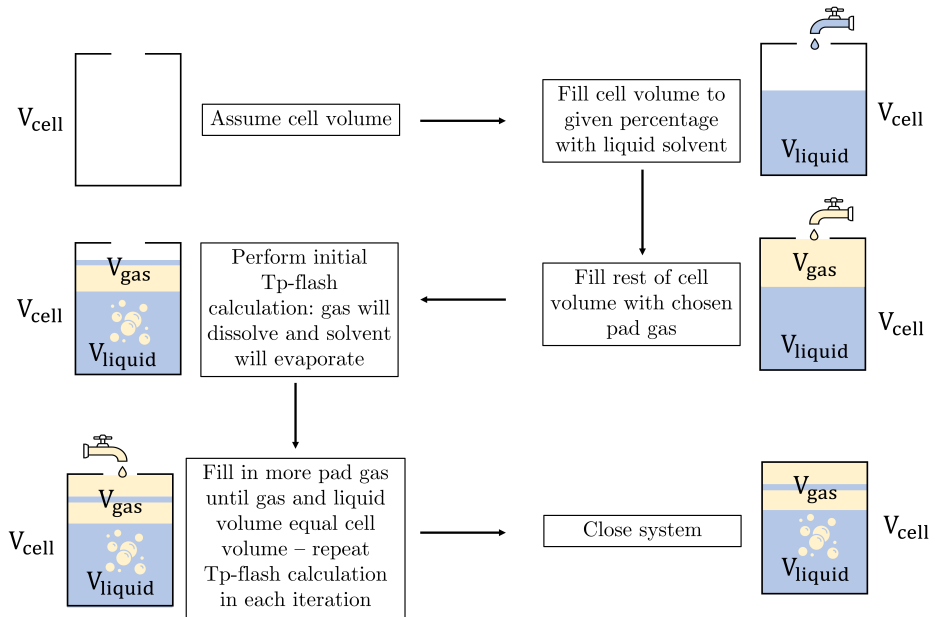 V_cell
Assume cell volume
Fill cell volume to
given percentage
with liquid solvent
V_liquid
V_cell
V_cell
V_gas
V_liquid
Perform initial
Tp-flash
calculation: gas will
dissolve and solvent
will evaporate
Fill rest of cell
volume with chosen
pad gas
V_gas
V_liquid
V_cell
V_cell
V_gas
V_liquid
Fill in more pad gas
until gas and liquid
volume equal cell
volume – repeat
Tp-flash calculation
in each iteration
Close system
V_gas
V_liquid
V_cell